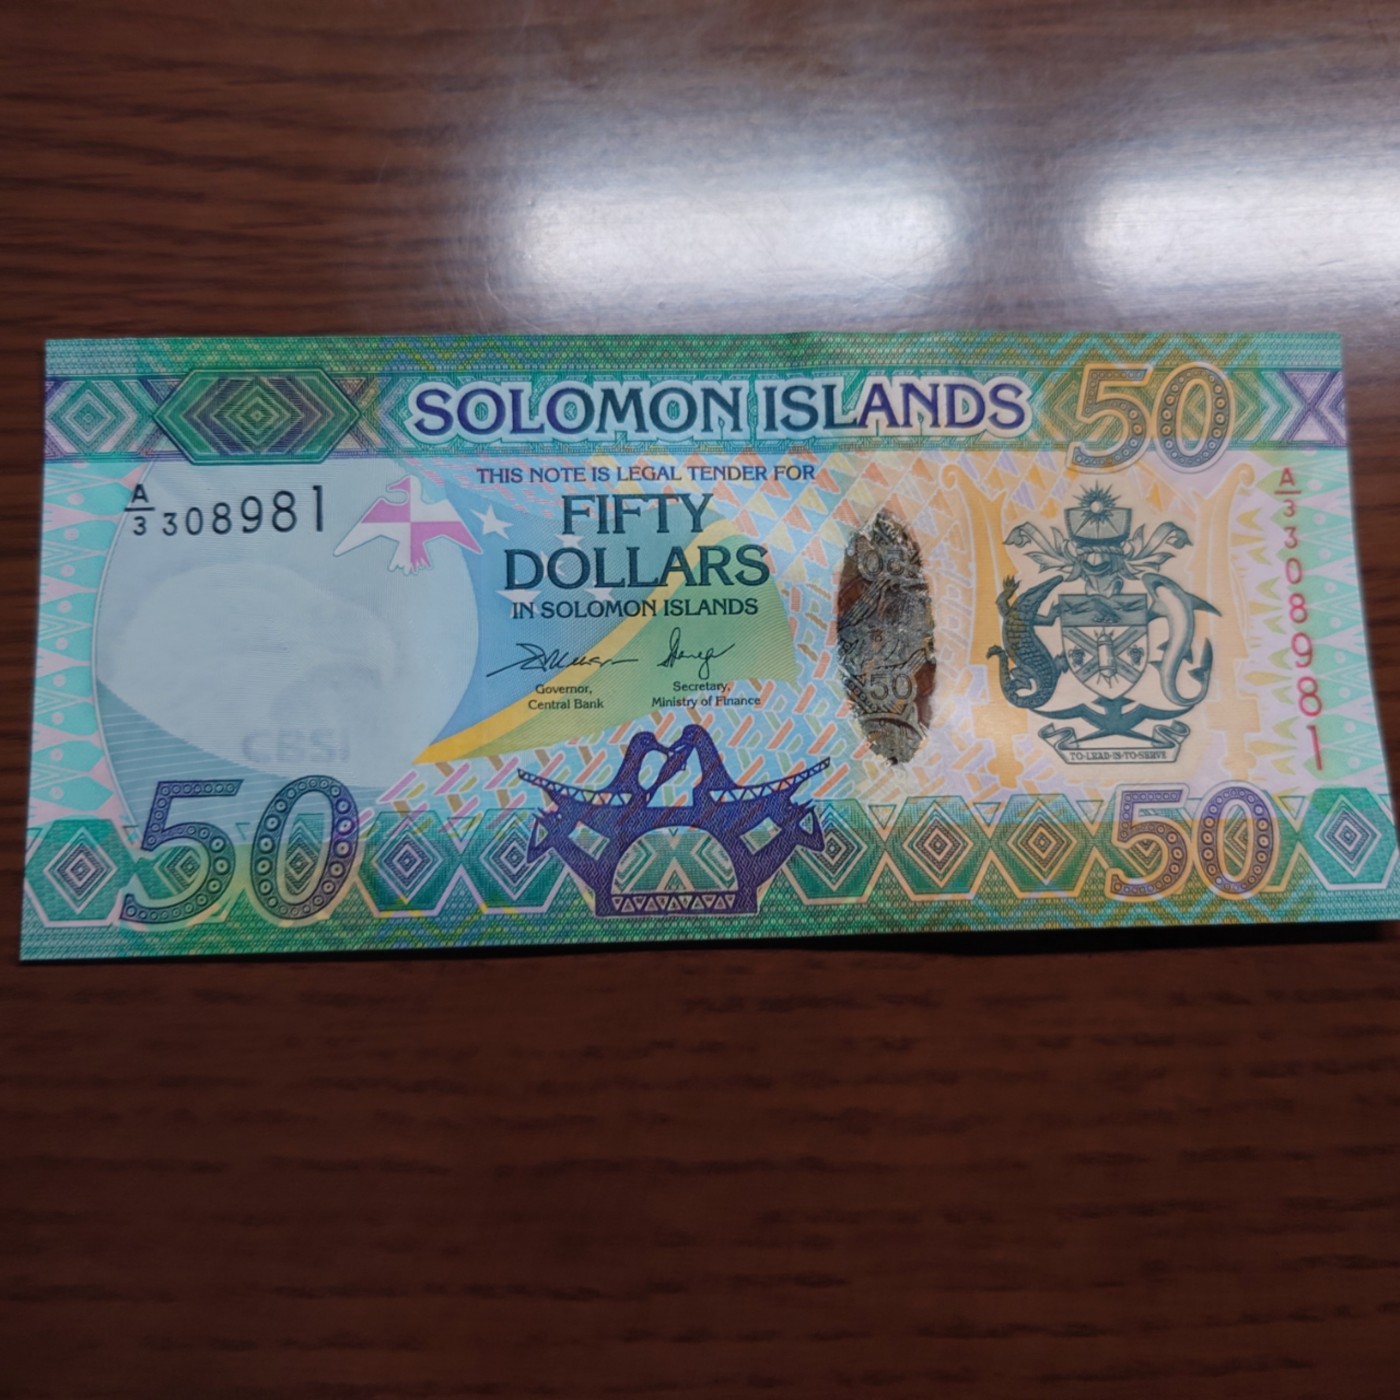 SOLOMON ISLANDS
50
THIS NOTE IS LEGAL TENDER FOR
FIFTY
DOLLARS
IN SOLOMON ISLANDS
A/3 308981
A/3 308981
Governor,
Central Bank
Secretary,
Ministry of Finance
50
CBSI
TO-LEAD-IS-TO-SERVE
50
50